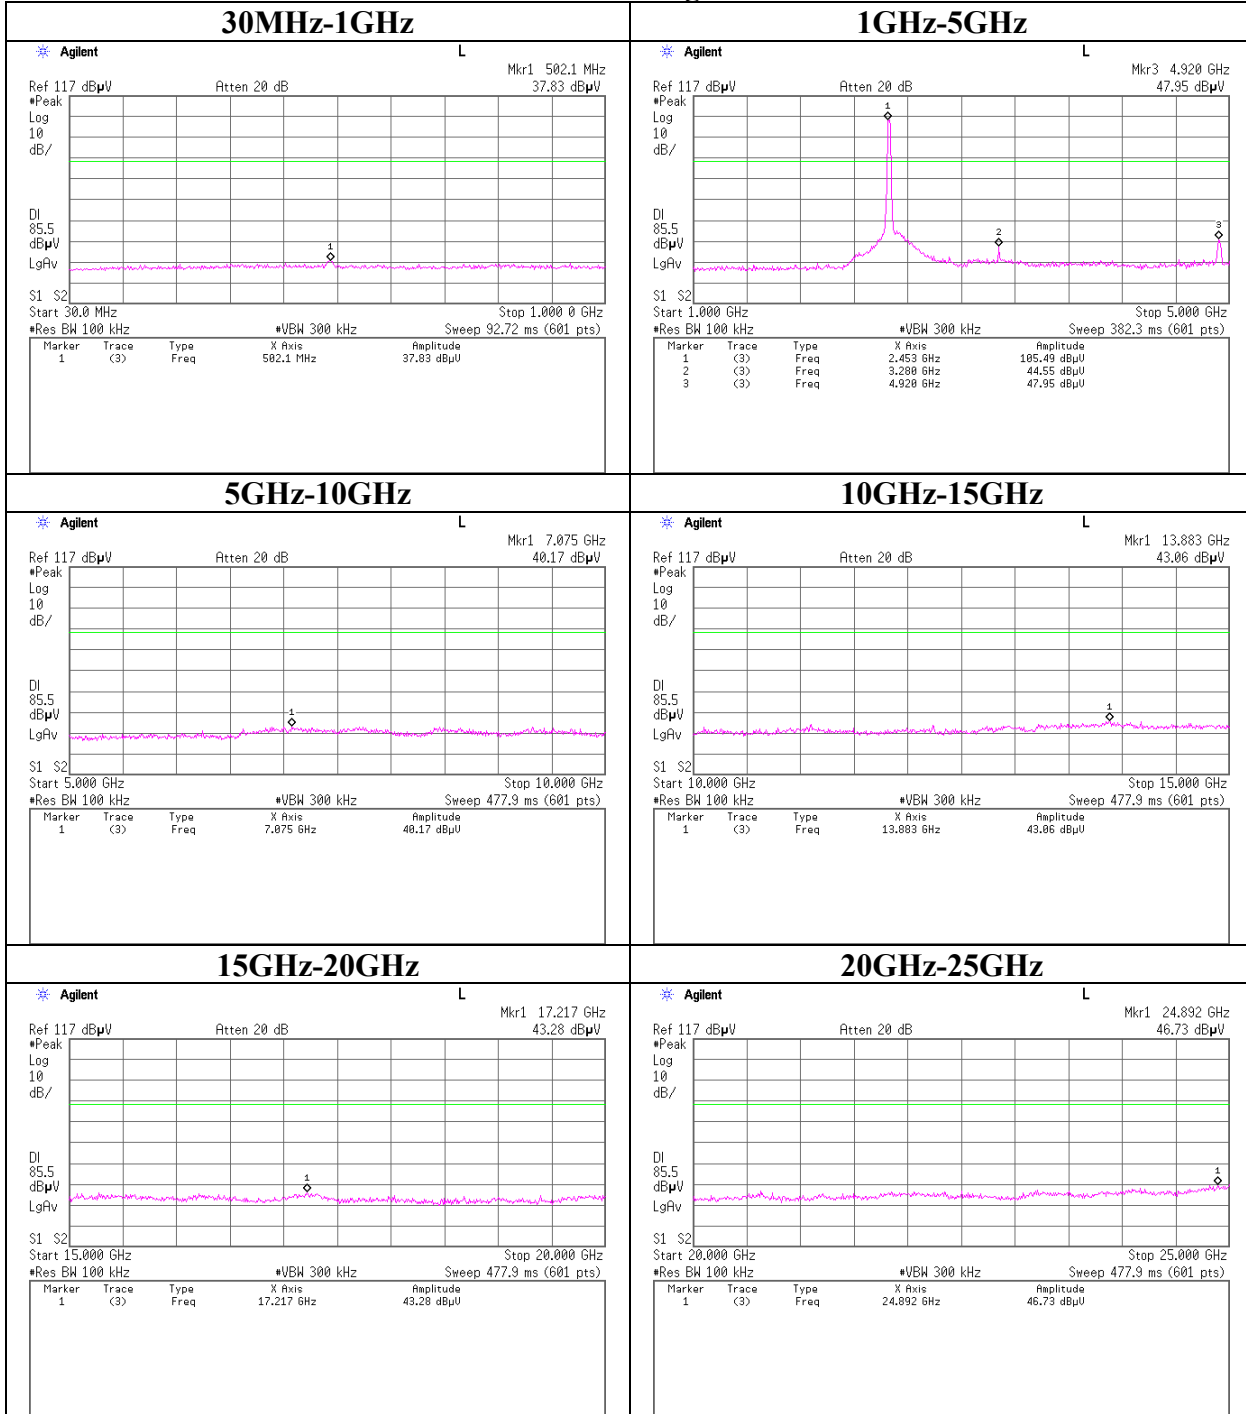 30MHz-1GHz
Agilent L
Mkr1 502.1 MHz
Ref 117 dBµV Atten 20 dB 37.83 dBµV
#Peak
Log
10
dB/
1
DI
85.5
dBµV
LgAv
S1 S2
Start 30.0 MHz Stop 1.000 0 GHz
#Res BW 100 kHz #VBW 300 kHz Sweep 92.72 ms (601 pts)
Marker Trace Type X Axis Amplitude
1 (3) Freq 502.1 MHz 37.83 dBµV
1GHz-5GHz
Agilent L
Mkr3 4.920 GHz
Ref 117 dBµV Atten 20 dB 47.95 dBµV
#Peak
Log
10
dB/
1
2
3
DI
85.5
dBµV
LgAv
S1 S2
Start 1.000 GHz Stop 5.000 GHz
#Res BW 100 kHz #VBW 300 kHz Sweep 382.3 ms (601 pts)
Marker Trace Type X Axis Amplitude
1 (3) Freq 2.453 GHz 105.49 dBµV
2 (3) Freq 3.280 GHz 44.55 dBµV
3 (3) Freq 4.920 GHz 47.95 dBµV
5GHz-10GHz
Agilent L
Mkr1 7.075 GHz
Ref 117 dBµV Atten 20 dB 40.17 dBµV
#Peak
Log
10
dB/
1
DI
85.5
dBµV
LgAv
S1 S2
Start 5.000 GHz Stop 10.000 GHz
#Res BW 100 kHz #VBW 300 kHz Sweep 477.9 ms (601 pts)
Marker Trace Type X Axis Amplitude
1 (3) Freq 7.075 GHz 40.17 dBµV
10GHz-15GHz
Agilent L
Mkr1 13.883 GHz
Ref 117 dBµV Atten 20 dB 43.06 dBµV
#Peak
Log
10
dB/
1
DI
85.5
dBµV
LgAv
S1 S2
Start 10.000 GHz Stop 15.000 GHz
#Res BW 100 kHz #VBW 300 kHz Sweep 477.9 ms (601 pts)
Marker Trace Type X Axis Amplitude
1 (3) Freq 13.883 GHz 43.06 dBµV
15GHz-20GHz
Agilent L
Mkr1 17.217 GHz
Ref 117 dBµV Atten 20 dB 43.28 dBµV
#Peak
Log
10
dB/
1
DI
85.5
dBµV
LgAv
S1 S2
Start 15.000 GHz Stop 20.000 GHz
#Res BW 100 kHz #VBW 300 kHz Sweep 477.9 ms (601 pts)
Marker Trace Type X Axis Amplitude
1 (3) Freq 17.217 GHz 43.28 dBµV
20GHz-25GHz
Agilent L
Mkr1 24.892 GHz
Ref 117 dBµV Atten 20 dB 46.73 dBµV
#Peak
Log
10
dB/
1
DI
85.5
dBµV
LgAv
S1 S2
Start 20.000 GHz Stop 25.000 GHz
#Res BW 100 kHz #VBW 300 kHz Sweep 477.9 ms (601 pts)
Marker Trace Type X Axis Amplitude
1 (3) Freq 24.892 GHz 46.73 dBµV